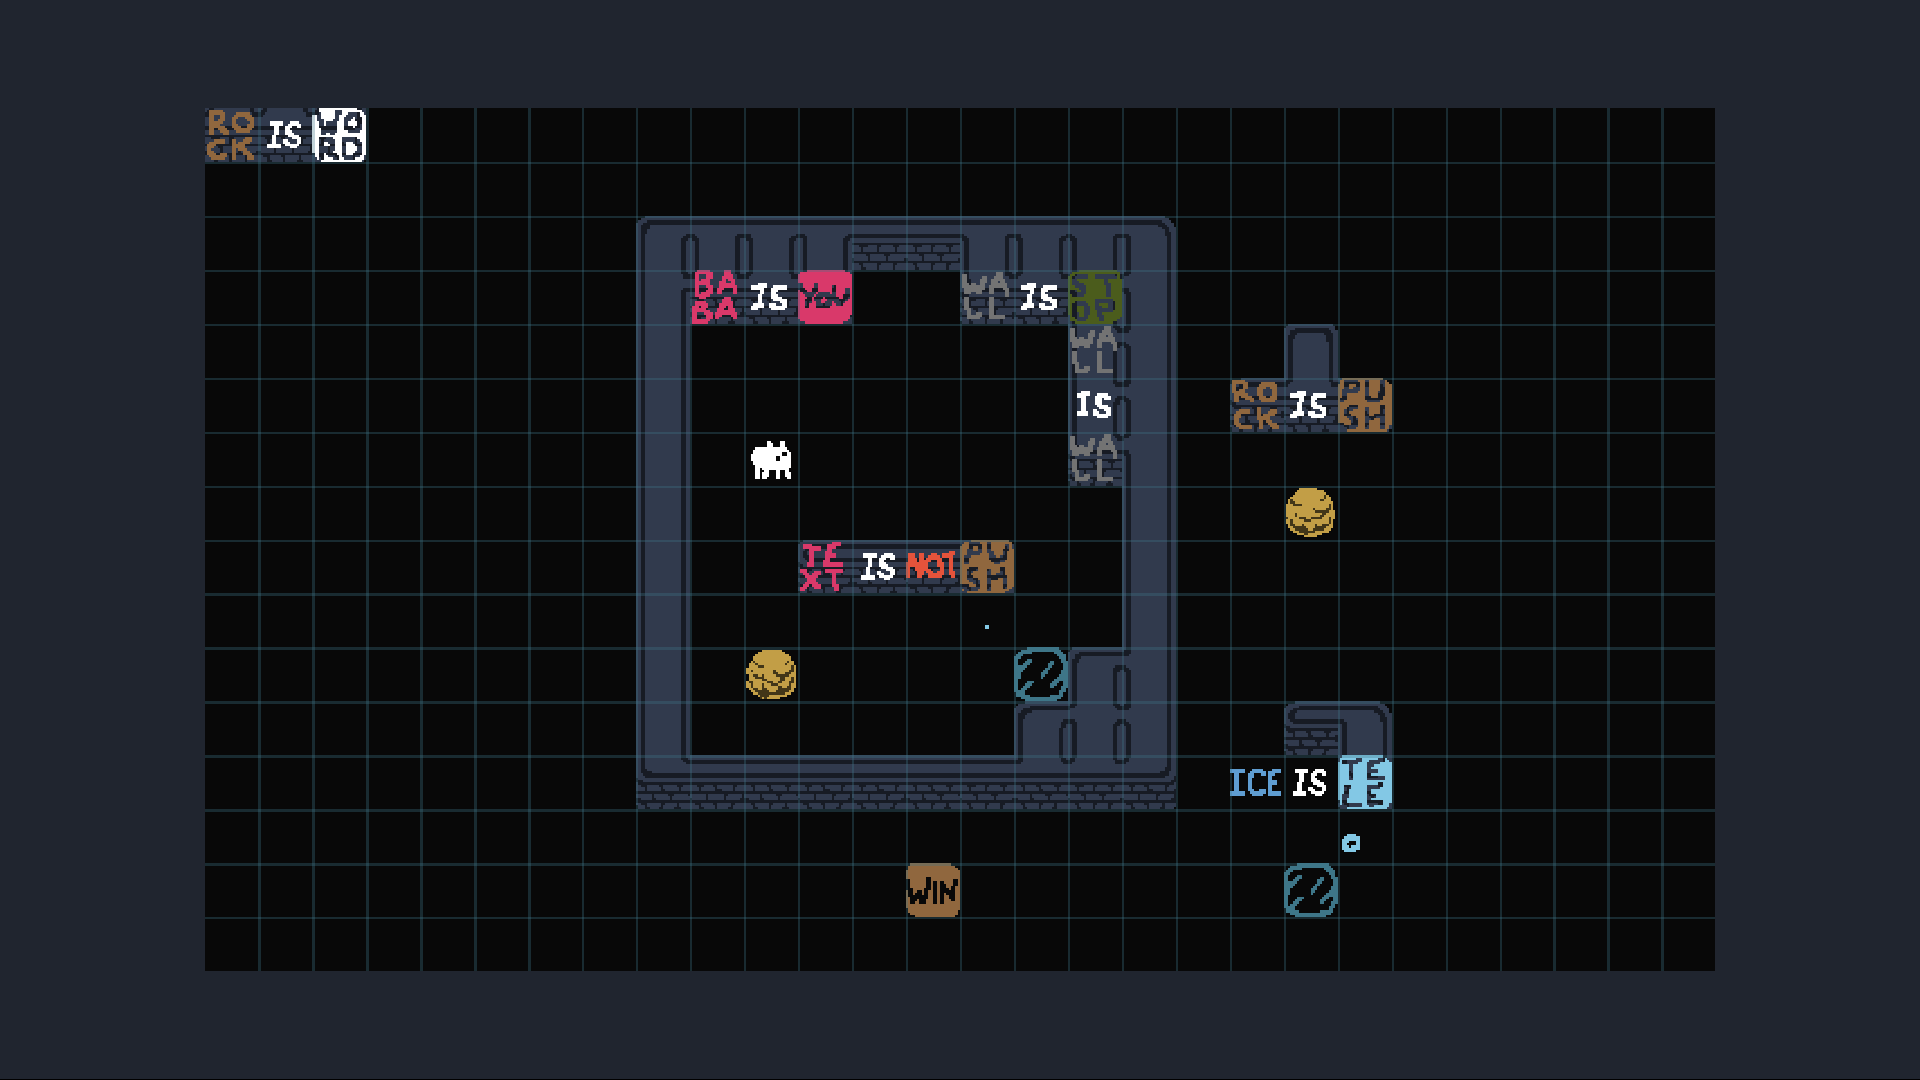 ROCK IS WORD
BABA IS YOU
WALL IS STOP
WALL IS WALL
ROCK IS PUSH
TEXT IS NOT PUSH
ICE IS TELE
WIN